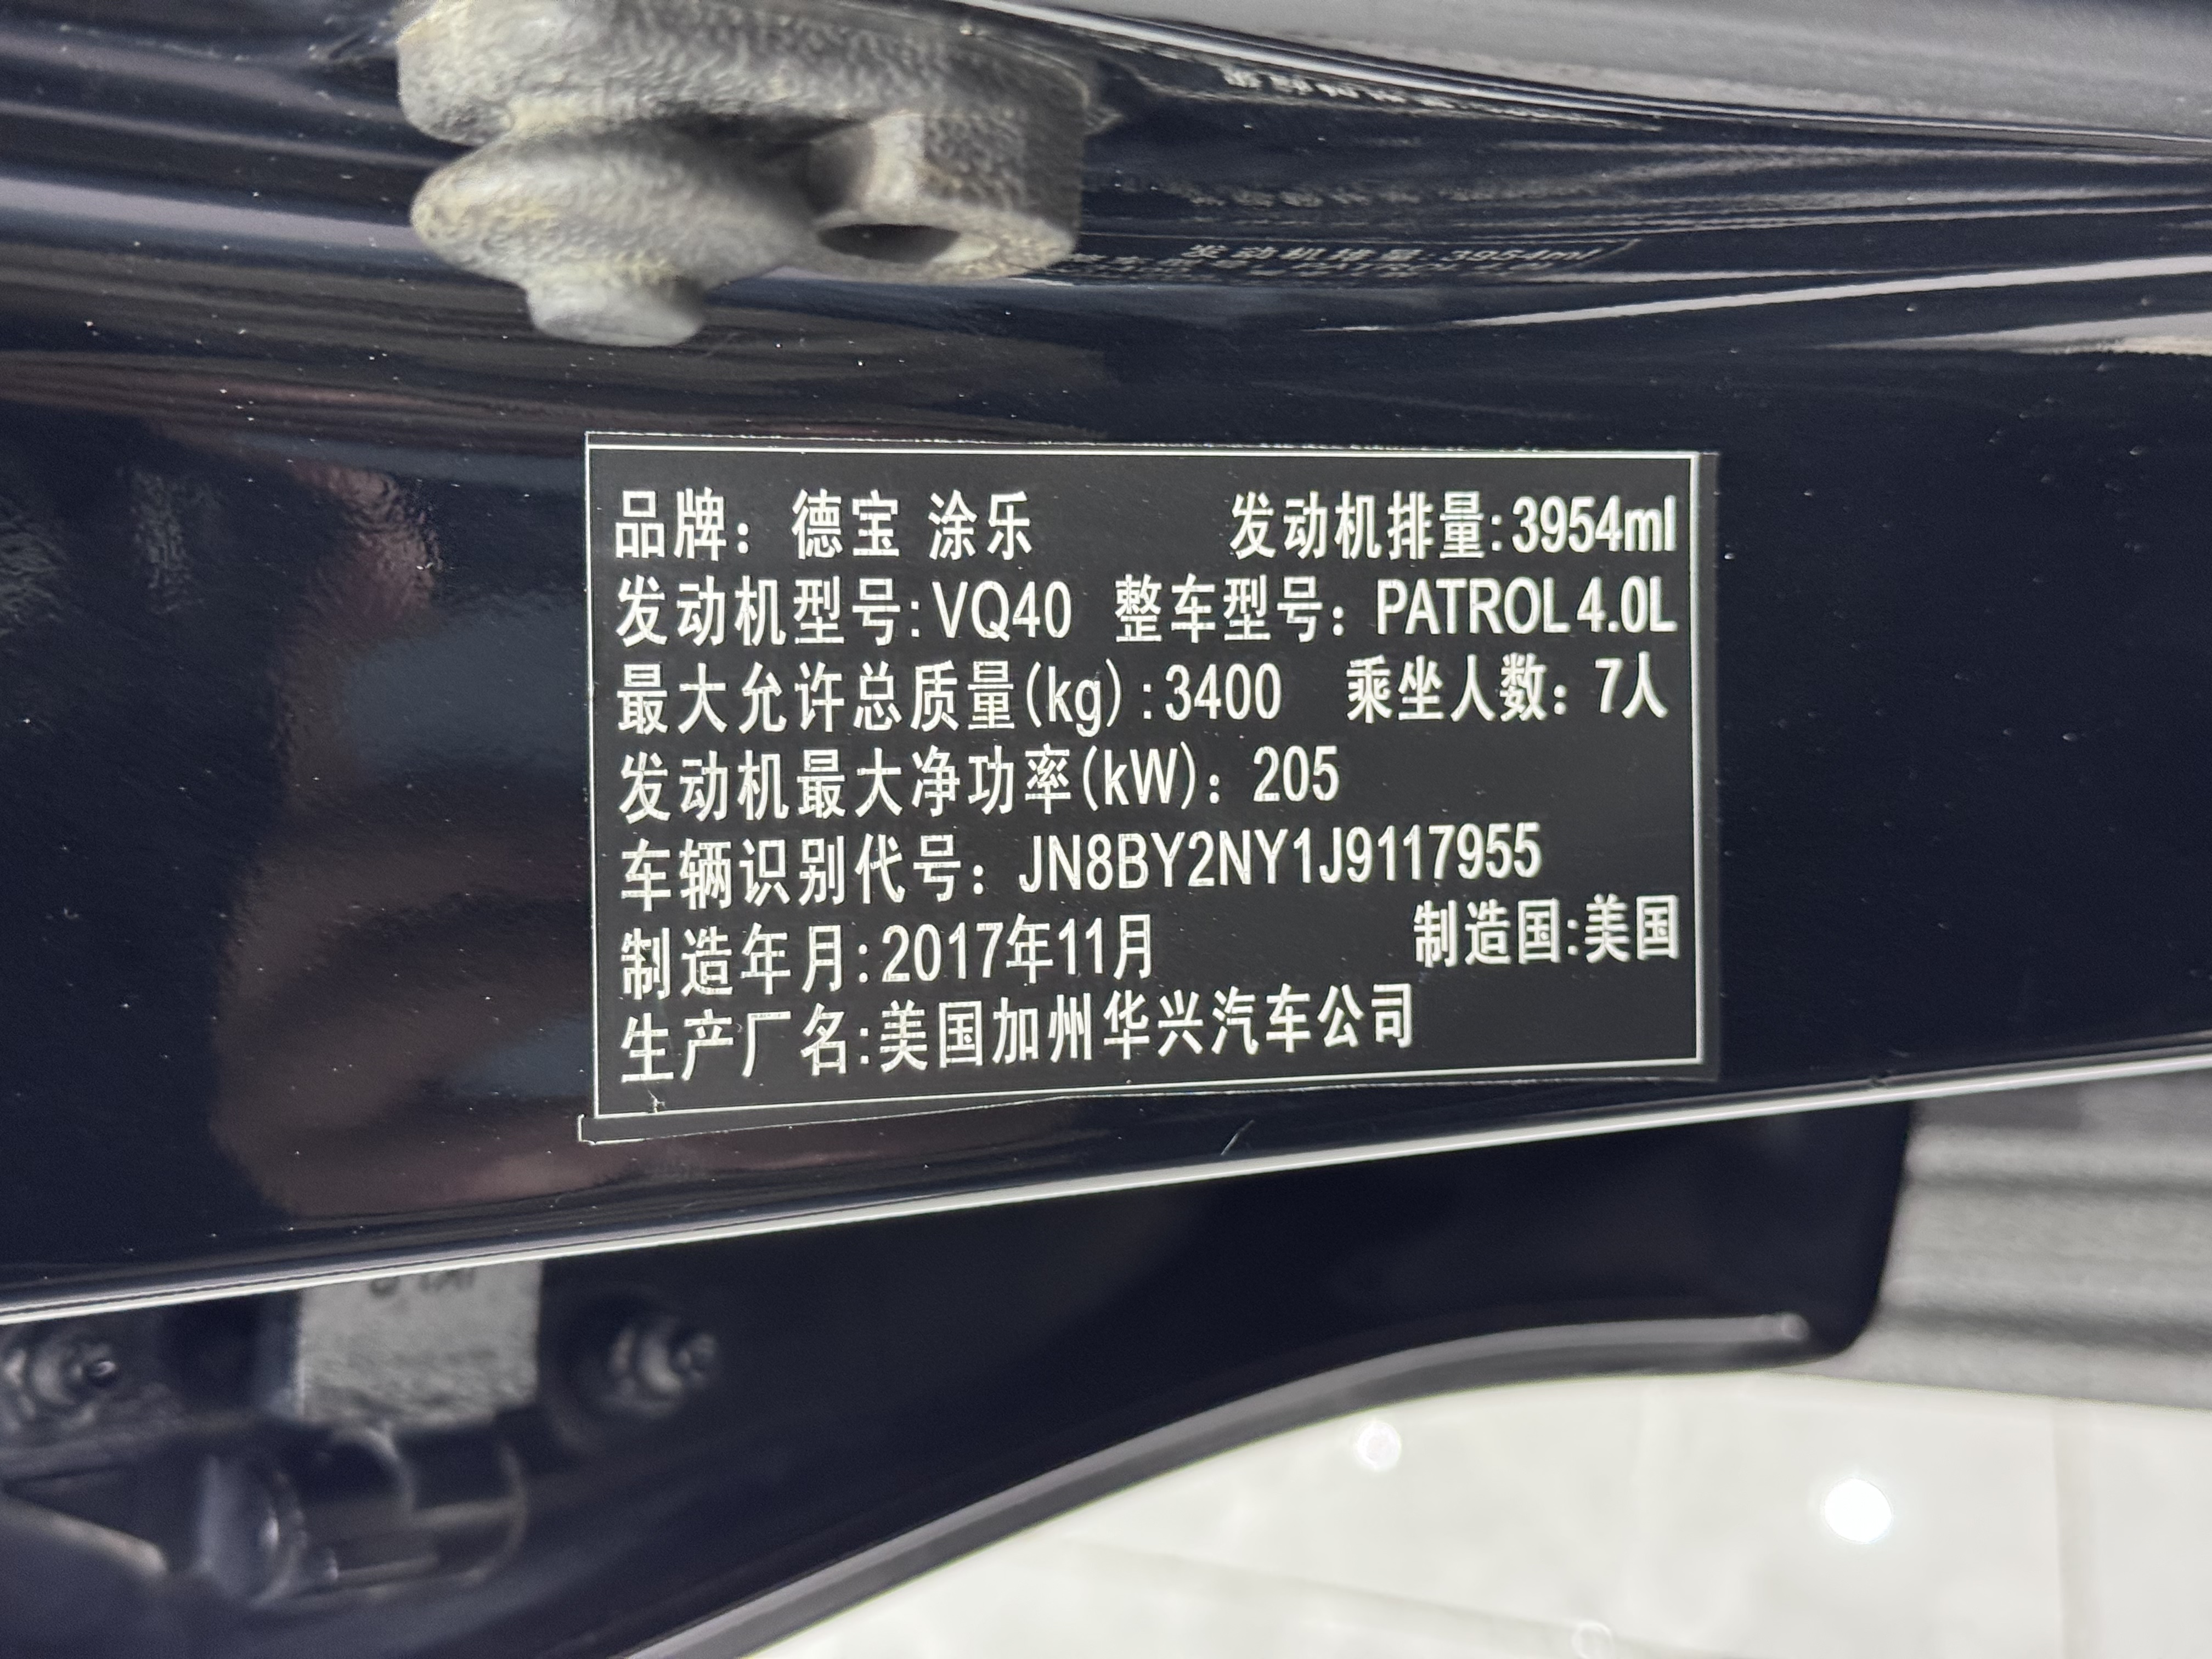 品牌：德宝 涂乐 发动机排量:3954ml
发动机型号:VQ40 整车型号：PATROL 4.0L
最大允许总质量(kg):3400 乘坐人数：7人
发动机最大净功率(kW)：205
车辆识别代号：JN8BY2NY1J9117955
制造年月:2017年11月 制造国:美国
生产厂名:美国加州华兴汽车公司